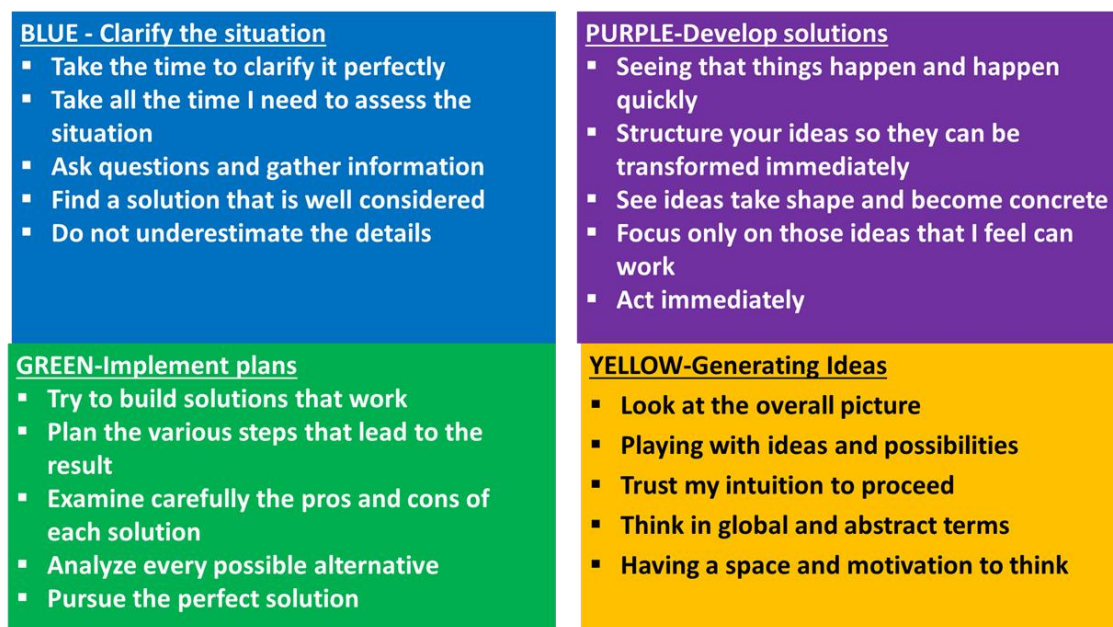 BLUE - Clarify the situation
▪ Take the time to clarify it perfectly
▪ Take all the time I need to assess the
situation
▪ Ask questions and gather information
▪ Find a solution that is well considered
▪ Do not underestimate the details
PURPLE-Develop solutions
▪ Seeing that things happen and happen
quickly
▪ Structure your ideas so they can be
transformed immediately
▪ See ideas take shape and become concrete
▪ Focus only on those ideas that I feel can
work
▪ Act immediately
GREEN-Implement plans
▪ Try to build solutions that work
▪ Plan the various steps that lead to the
result
▪ Examine carefully the pros and cons of
each solution
▪ Analyze every possible alternative
▪ Pursue the perfect solution
YELLOW-Generating Ideas
▪ Look at the overall picture
▪ Playing with ideas and possibilities
▪ Trust my intuition to proceed
▪ Think in global and abstract terms
▪ Having a space and motivation to think